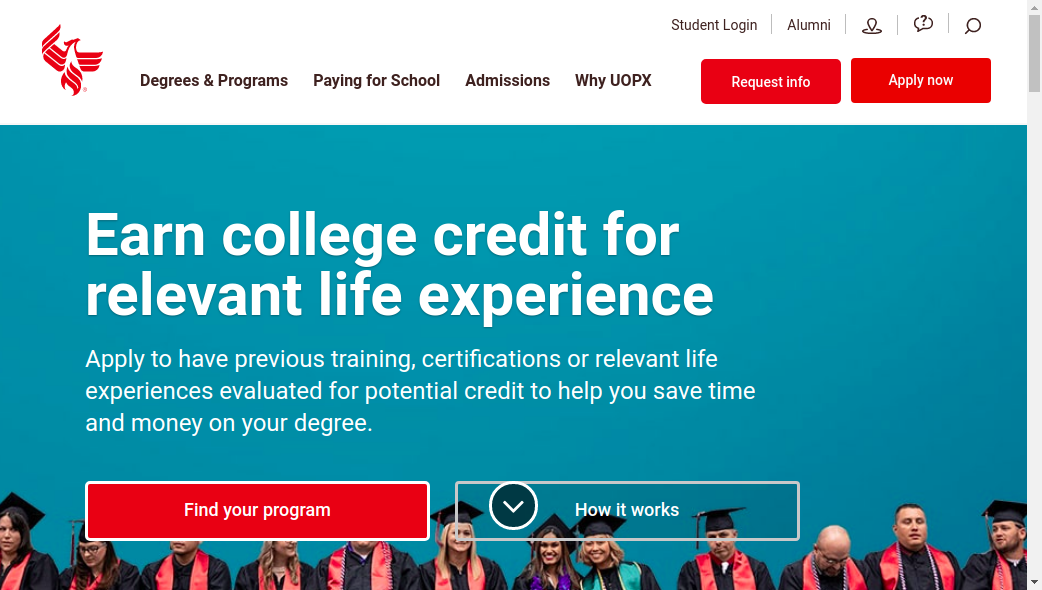 Student Login
Alumni
Degrees & Programs
Paying for School
Admissions
Why UOPX
Request info
Apply now
Earn college credit for
relevant life experience
Apply to have previous training, certifications or relevant life
experiences evaluated for potential credit to help you save time
and money on your degree.
Find your program
How it works